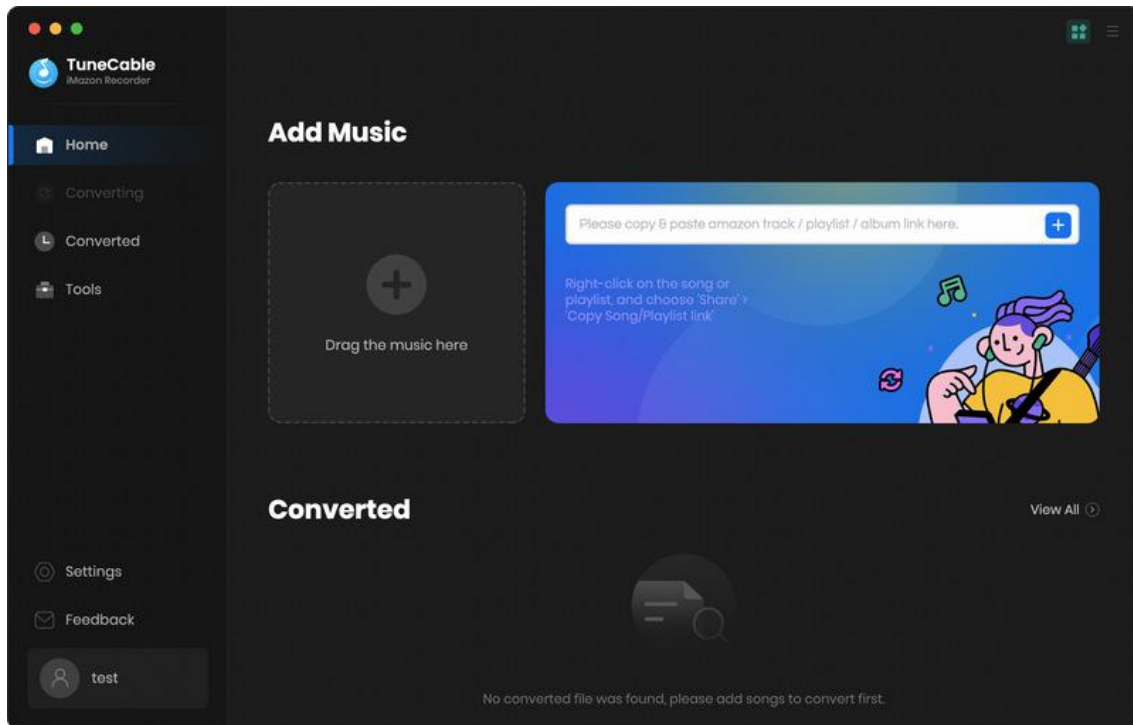 TuneCable
iMazon Recorder
Home
Converting
Converted
Tools
Settings
Feedback
test
Add Music
Drag the music here
Please copy & paste amazon track / playlist / album link here.
Right-click on the song or
playlist, and choose 'Share' >
'Copy Song/Playlist link'
Converted
View All
No converted file was found, please add songs to convert first.